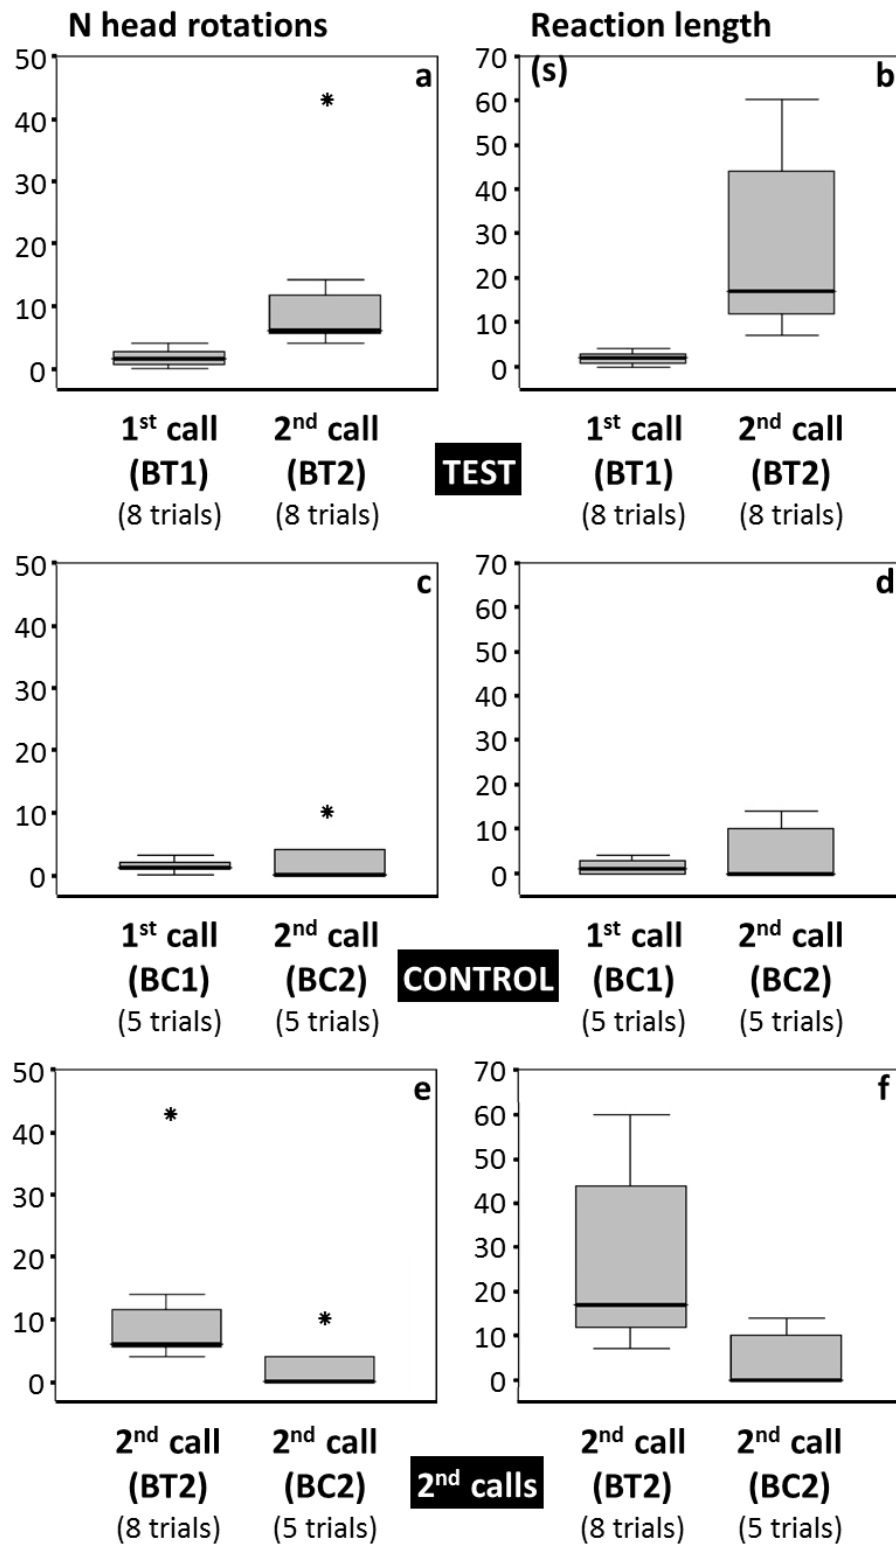 N head rotations
Reaction length
(s)
a
50
40
30
20
10
0
1st call
(BT1)
(8 trials)
2nd call
(BT2)
(8 trials)
b
70
60
50
40
30
20
10
0
1st call
(BT1)
(8 trials)
2nd call
(BT2)
(8 trials)
TEST
c
50
40
30
20
10
0
1st call
(BC1)
(5 trials)
2nd call
(BC2)
(5 trials)
d
70
60
50
40
30
20
10
0
1st call
(BC1)
(5 trials)
2nd call
(BC2)
(5 trials)
CONTROL
e
50
40
30
20
10
0
2nd call
(BT2)
(8 trials)
2nd call
(BC2)
(5 trials)
f
70
60
50
40
30
20
10
0
2nd call
(BT2)
(8 trials)
2nd call
(BC2)
(5 trials)
2nd calls